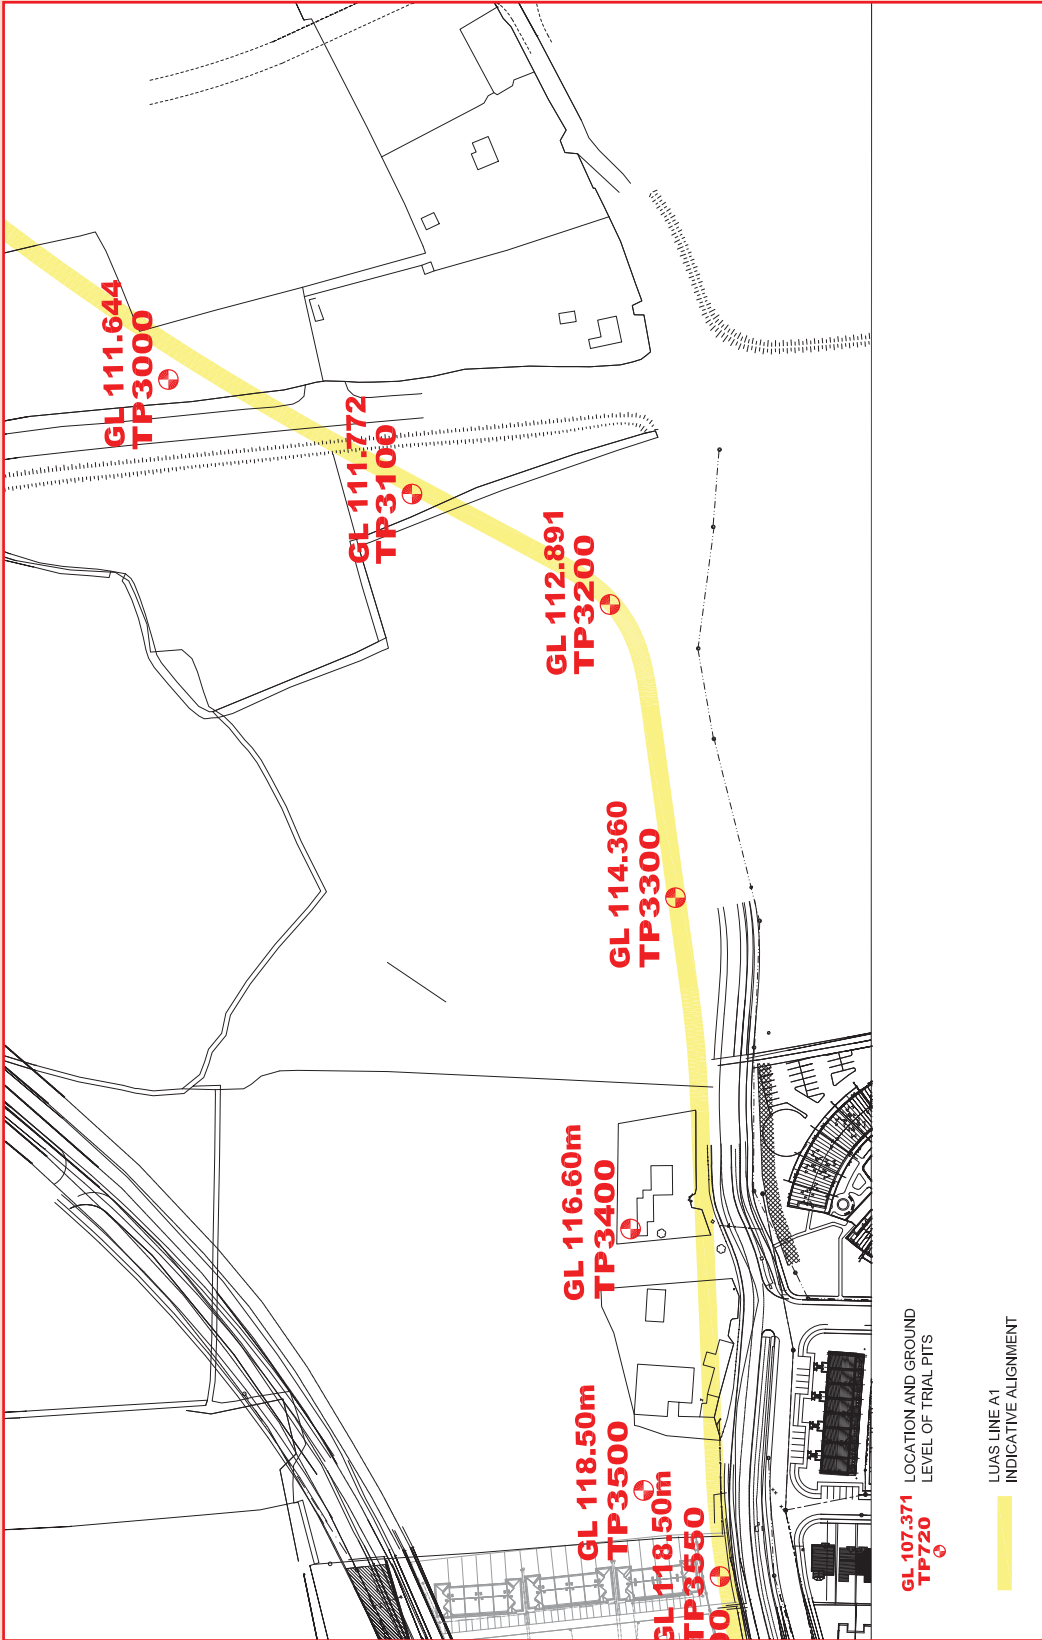 GL 111.644
TP3000
GL 111.772
TP3100
GL 112.891
TP3200
GL 114.360
TP3300
GL 116.60m
TP3400
GL 118.50m
TP3500
GL 118.50m
TP3550
00
GL 107.371
TP720
LOCATION AND GROUND
LEVEL OF TRIAL PITS
LUAS LINE A1
INDICATIVE ALIGNMENT